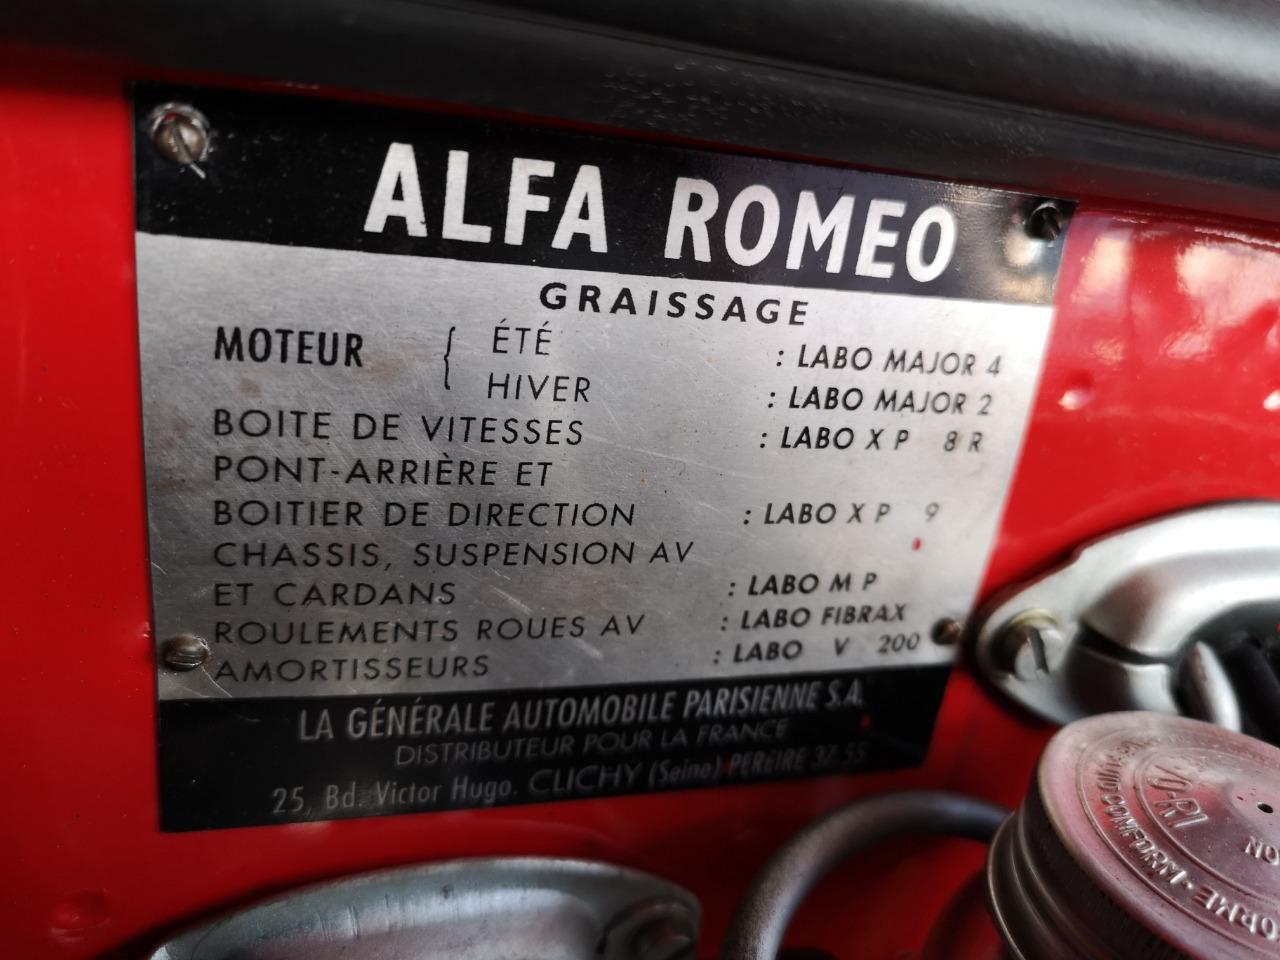 ALFA ROMEO
GRAISSAGE
MOTEUR { ÉTÉ : LABO MAJOR 4
HIVER : LABO MAJOR 2
BOITE DE VITESSES : LABO X P 8 R
PONT-ARRIÈRE ET
BOITIER DE DIRECTION : LABO X P 9
CHASSIS, SUSPENSION AV
ET CARDANS : LABO M P
ROULEMENTS ROUES AV : LABO FIBRAX
AMORTISSEURS : LABO V 200
LA GÉNÉRALE AUTOMOBILE PARISIENNE S.A.
DISTRIBUTEUR POUR LA FRANCE
25, Bd. Victor Hugo. CLICHY (Seine) PEREIRE 37-55